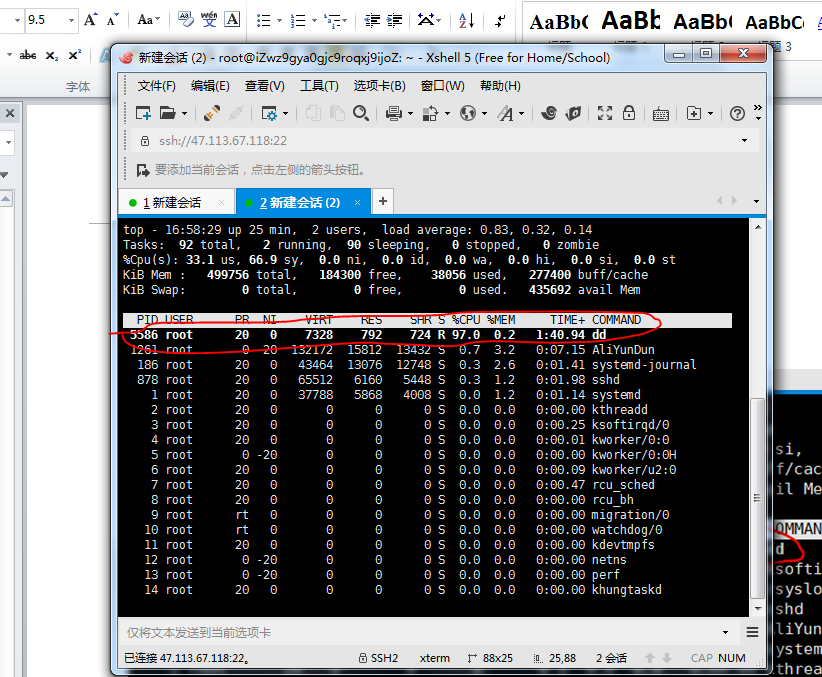 9.5
A A Aa
wén A
abc X₂ X²
字体
AaBb( AaBb AaBb( AaBbCc
新建会话 (2) - root@iZwz9gya0gjc9roqxj9ijoZ: ~ - Xshell 5 (Free for Home/School)
文件(F) 编辑(E) 查看(V) 工具(T) 选项卡(B) 窗口(W) 帮助(H)
ssh://47.113.67.118:22
要添加当前会话，点击左侧的箭头按钮。
1 新建会话 2 新建会话 (2)
top - 16:58:29 up 25 min, 2 users, load average: 0.83, 0.32, 0.14
Tasks: 92 total, 2 running, 90 sleeping, 0 stopped, 0 zombie
%Cpu(s): 33.1 us, 66.9 sy, 0.0 ni, 0.0 id, 0.0 wa, 0.0 hi, 0.0 si, 0.0 st
KiB Mem : 499756 total, 184300 free, 38056 used, 277400 buff/cache
KiB Swap: 0 total, 0 free, 0 used. 435692 avail Mem
PID USER PR NI VIRT RES SHR S %CPU %MEM TIME+ COMMAND
5586 root 20 0 7328 792 724 R 97.0 0.2 1:40.94 dd
1261 root 0 -20 132172 15812 13432 S 0.7 3.2 0:07.15 AliYunDun
186 root 20 0 43464 13076 12748 S 0.3 2.6 0:01.41 systemd-journal
878 root 20 0 65512 6160 5448 S 0.3 1.2 0:01.98 sshd
1 root 20 0 37788 5868 4008 S 0.0 1.2 0:01.14 systemd
2 root 20 0 0 0 0 S 0.0 0.0 0:00.00 kthreadd
3 root 20 0 0 0 0 S 0.0 0.0 0:00.25 ksoftirqd/0
4 root 20 0 0 0 0 S 0.0 0.0 0:00.01 kworker/0:0
5 root 0 -20 0 0 0 S 0.0 0.0 0:00.00 kworker/0:0H
6 root 20 0 0 0 0 S 0.0 0.0 0:00.09 kworker/u2:0
7 root 20 0 0 0 0 S 0.0 0.0 0:00.47 rcu_sched
8 root 20 0 0 0 0 S 0.0 0.0 0:00.00 rcu_bh
9 root rt 0 0 0 0 S 0.0 0.0 0:00.00 migration/0
10 root rt 0 0 0 0 S 0.0 0.0 0:00.00 watchdog/0
11 root 20 0 0 0 0 S 0.0 0.0 0:00.00 kdevtmpfs
12 root 0 -20 0 0 0 S 0.0 0.0 0:00.00 netns
13 root 0 -20 0 0 0 S 0.0 0.0 0:00.00 perf
14 root 20 0 0 0 0 S 0.0 0.0 0:00.00 khungtaskd
仅将文本发送到当前选项卡
已连接 47.113.67.118:22。 SSH2 xterm 88x25 25,88 2 会话 CAP NUM
si,
f/cac
il Me
OMMAN
d
softi
syslo
shd
liYun
ystem
threa